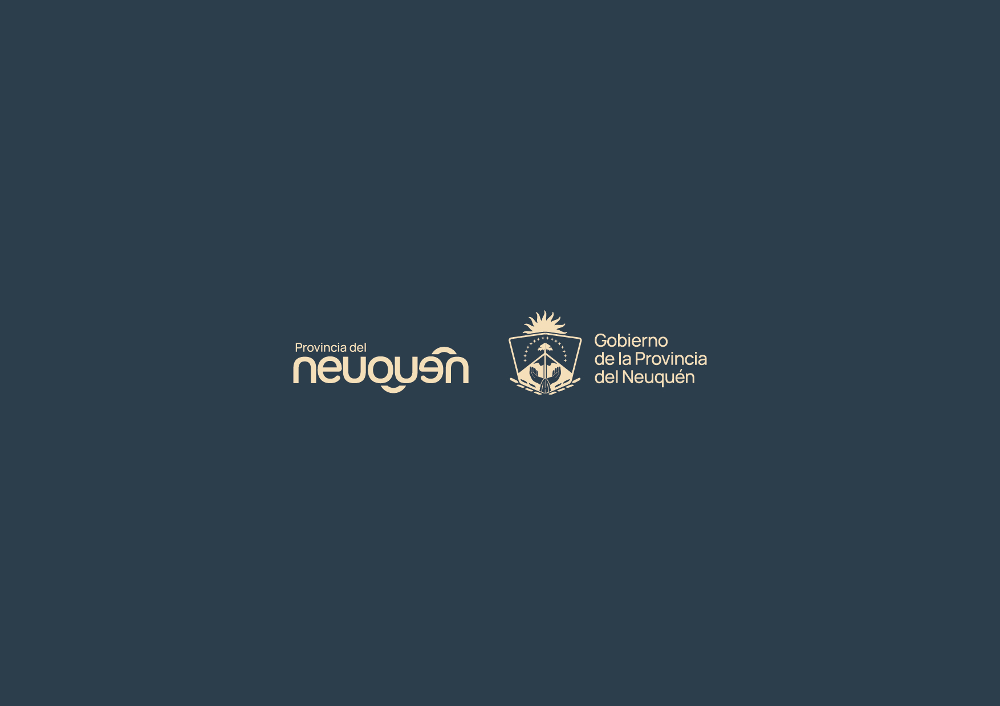 Provincia del
neuquén
Gobierno
de la Provincia
del Neuquén